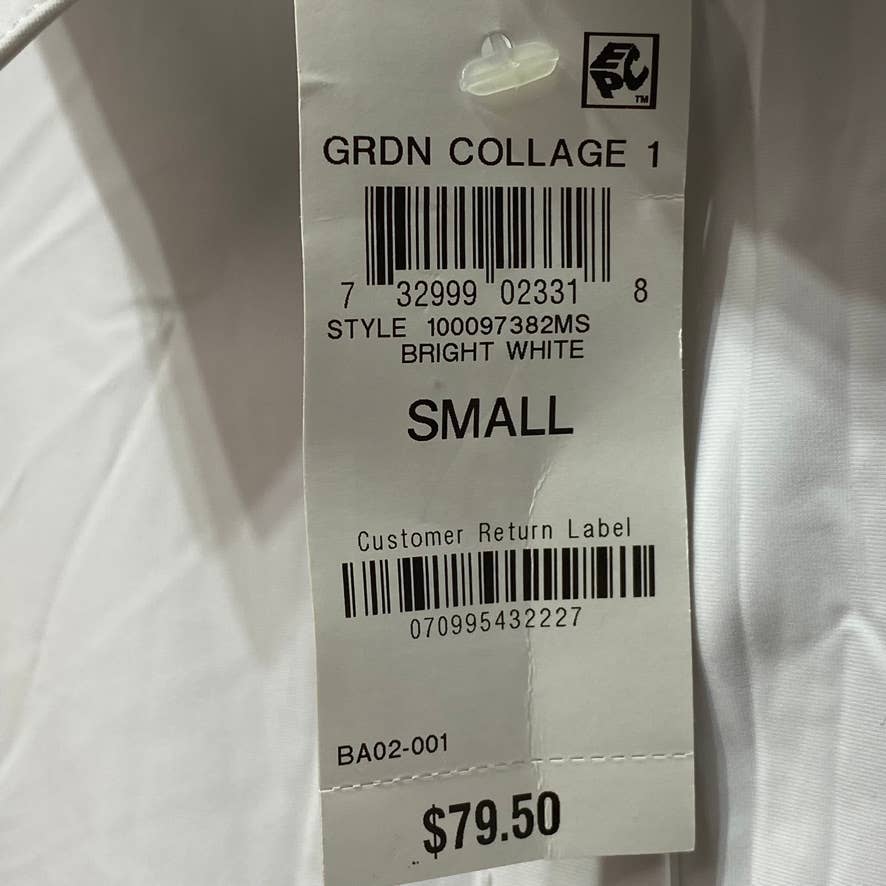 EPC
TM
GRDN COLLAGE 1
7 32999 02331 8
STYLE 100097382MS
BRIGHT WHITE
SMALL
Customer Return Label
070995432227
BA02-001
$79.50